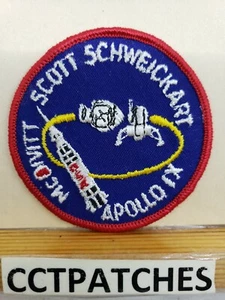 McDIVITT
SCOTT SCHWEICKART
APOLLO IX
CCTPATCHES